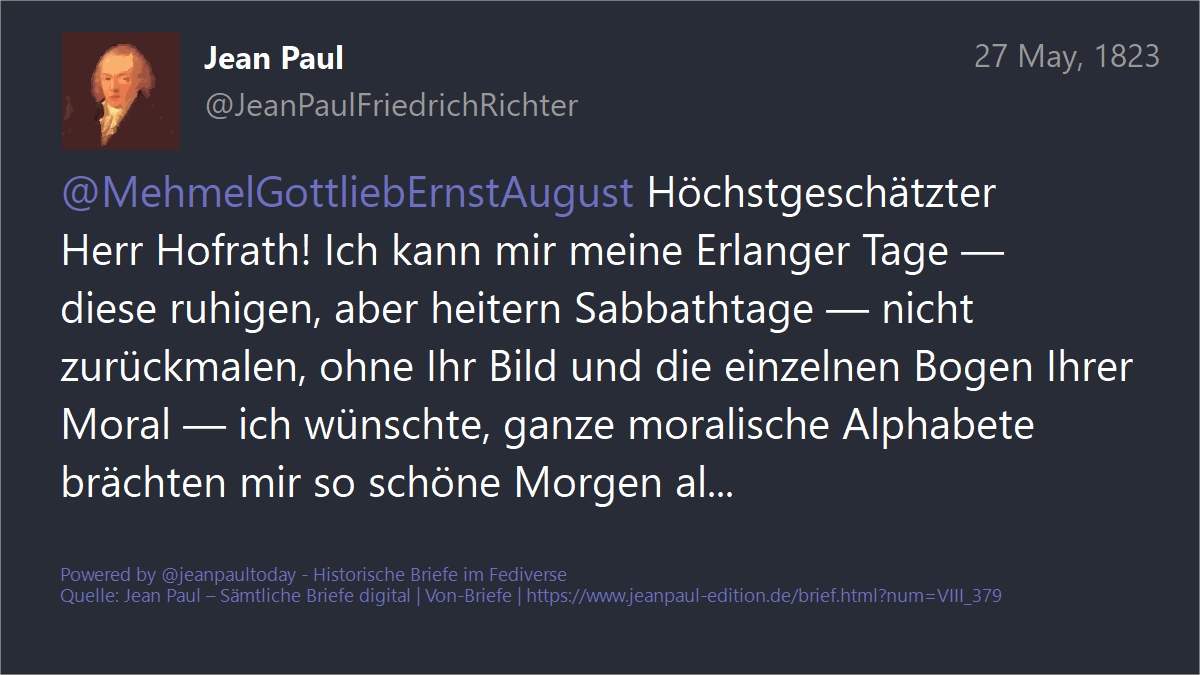 Jean Paul
27 May, 1823
@JeanPaulFriedrichRichter
@MehmelGottliebErnstAugust Höchstgeschätzter
Herr Hofrath! Ich kann mir meine Erlanger Tage —
diese ruhigen, aber heitern Sabbathtage — nicht
zurückmalen, ohne Ihr Bild und die einzelnen Bogen Ihrer
Moral — ich wünschte, ganze moralische Alphabete
brächten mir so schöne Morgen al...
Powered by @jeanpaultoday - Historische Briefe im Fediverse
Quelle: Jean Paul – Sämtliche Briefe digital | Von-Briefe | https://www.jeanpaul-edition.de/brief.html?num=VIII_379